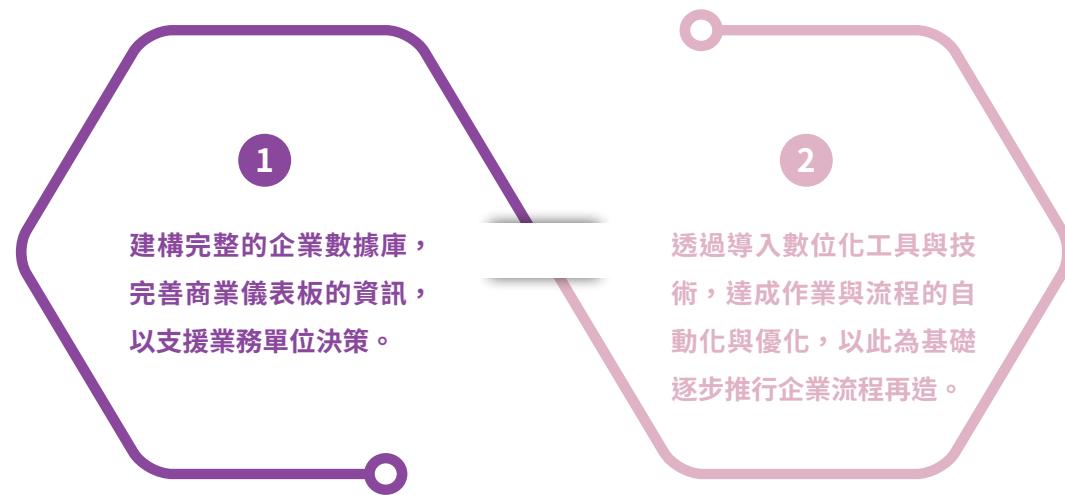 1
建構完整的企業數據庫，
完善商業儀表板的資訊，
以支援業務單位決策。
2
透過導入數位化工具與技
術，達成作業與流程的自
動化與優化，以此為基礎
逐步推行企業流程再造。